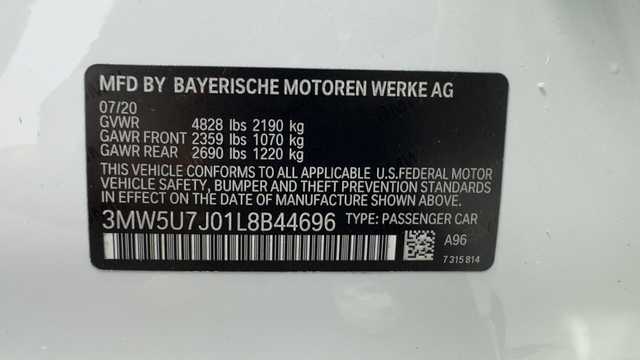 MFD BY BAYERISCHE MOTOREN WERKE AG
07/20
GVWR 4828 lbs 2190 kg
GAWR FRONT 2359 lbs 1070 kg
GAWR REAR 2690 lbs 1220 kg
THIS VEHICLE CONFORMS TO ALL APPLICABLE U.S.FEDERAL MOTOR
VEHICLE SAFETY, BUMPER AND THEFT PREVENTION STANDARDS
IN EFFECT ON THE DATE OF MANUFACTURE SHOWN ABOVE.
3MW5U7J01L8B44696 TYPE: PASSENGER CAR
A96
7 315 814